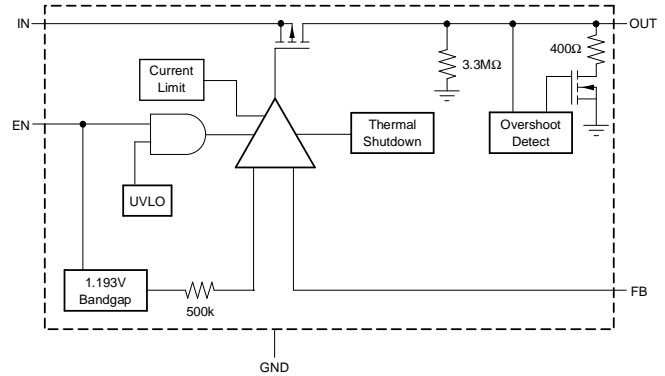 IN
OUT
400Ω
3.3MΩ
Current
Limit
EN
Thermal
Shutdown
Overshoot
Detect
UVLO
1.193V
Bandgap
500k
FB
GND